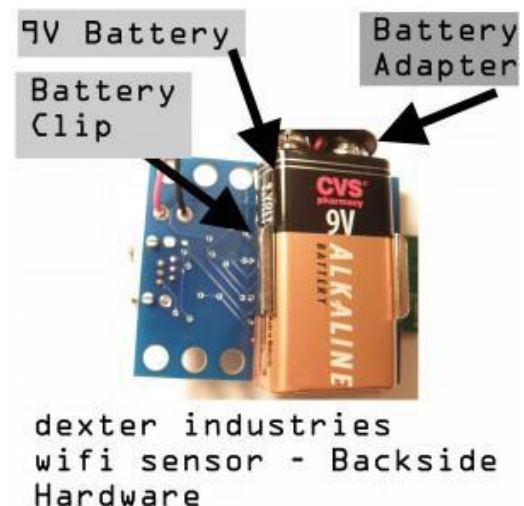 9V Battery
Battery
Adapter
Battery
Clip
CVS
pharmacy
9V
ALKALINE
BATTERY
dexter industries
wifi sensor - Backside
Hardware